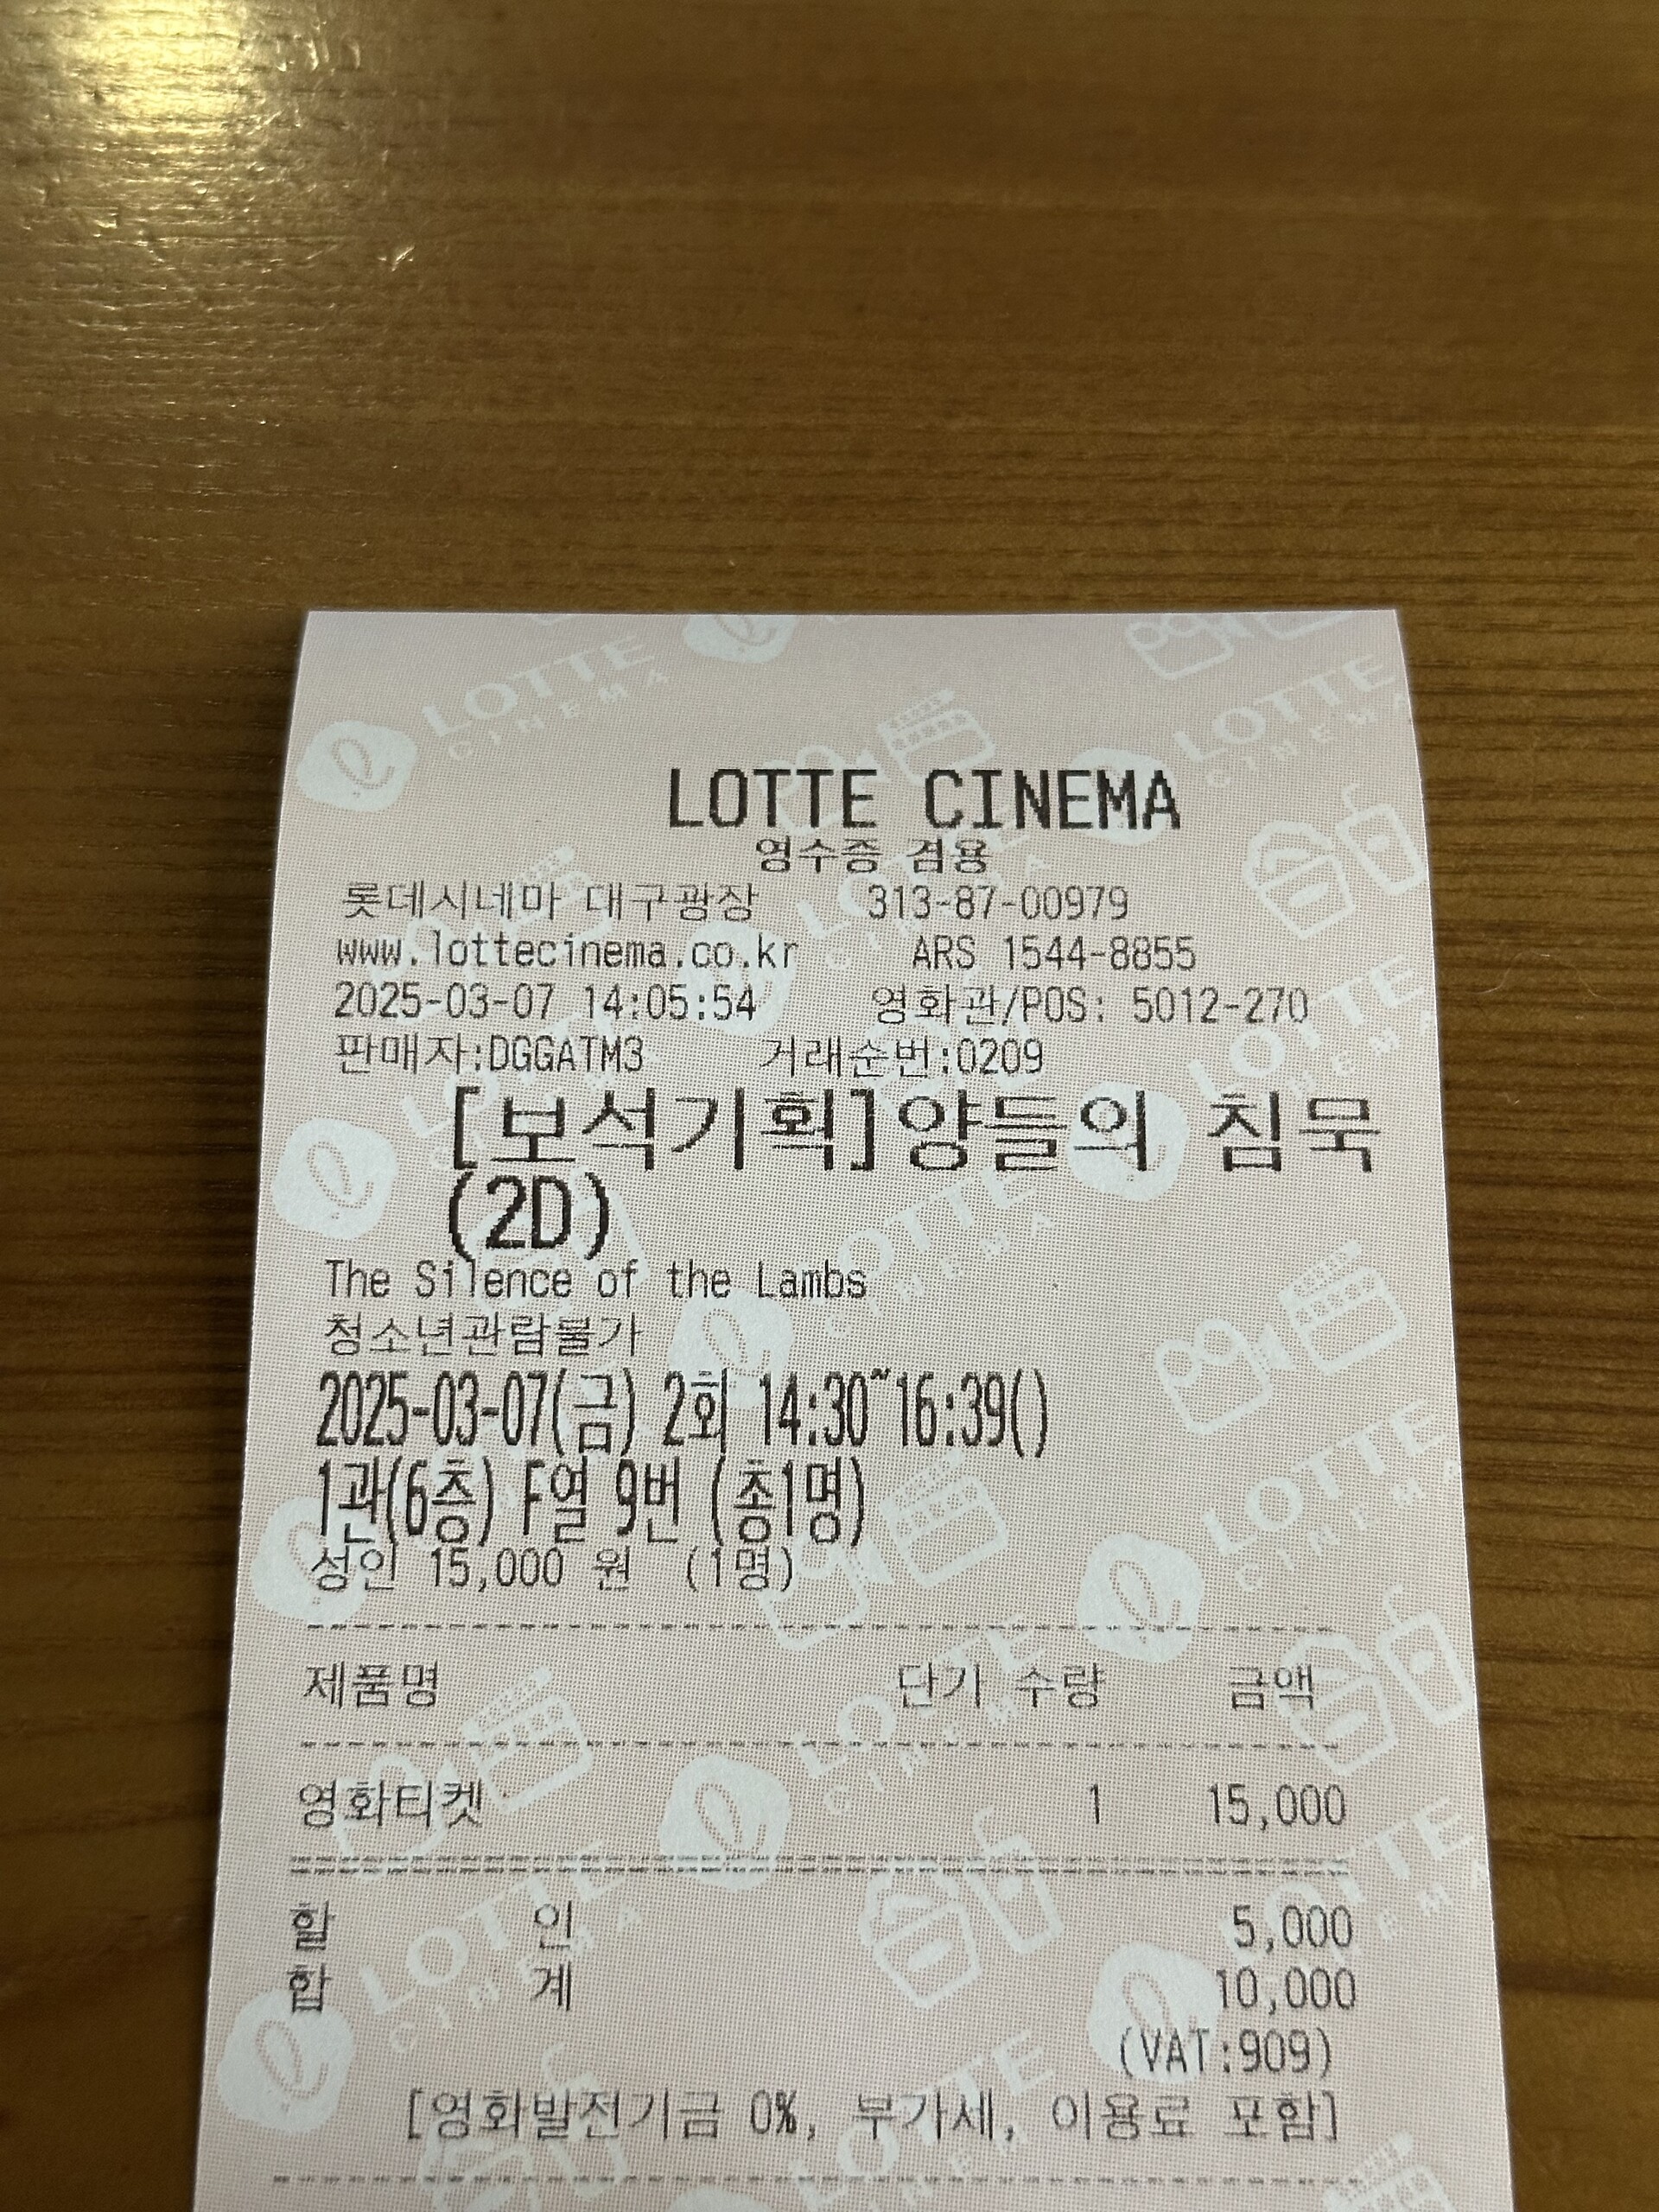 LOTTE CINEMA
영수증 겸용
롯데시네마 대구광장 313-87-00979
www.lottecinema.co.kr ARS 1544-8855
2025-03-07 14:05:54 영화관/POS: 5012-270
판매자:DGGATM3 거래순번:0209
[보석기획]양들의 침묵
(2D)
The Silence of the Lambs
청소년관람불가
2025-03-07(금) 2회 14:30~16:39()
1관(6층) F열 9번 (총1명)
성인 15,000 원 (1명)
제품명 단가 수량 금액
영화티켓 1 15,000
할 인 5,000
합 계 10,000
(VAT:909)
[영화발전기금 0%, 부가세, 이용료 포함]